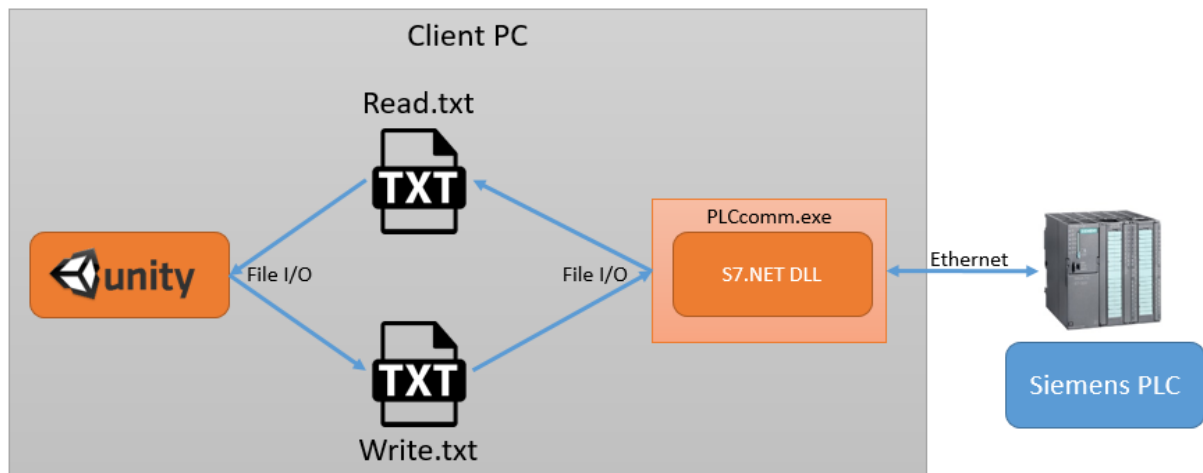 Client PC
Read.txt
TXT
PLCcomm.exe
unity
File I/O
File I/O
S7.NET DLL
Ethernet
TXT
Write.txt
Siemens PLC